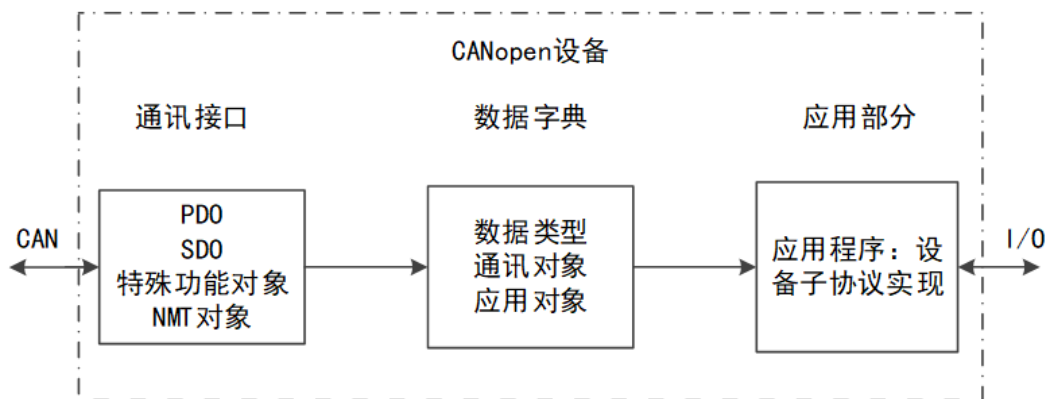 CANopen设备
通讯接口
数据字典
应用部分
CAN
PDO
SDO
特殊功能对象
NMT对象
数据类型
通讯对象
应用对象
应用程序：设
备子协议实现
I/O